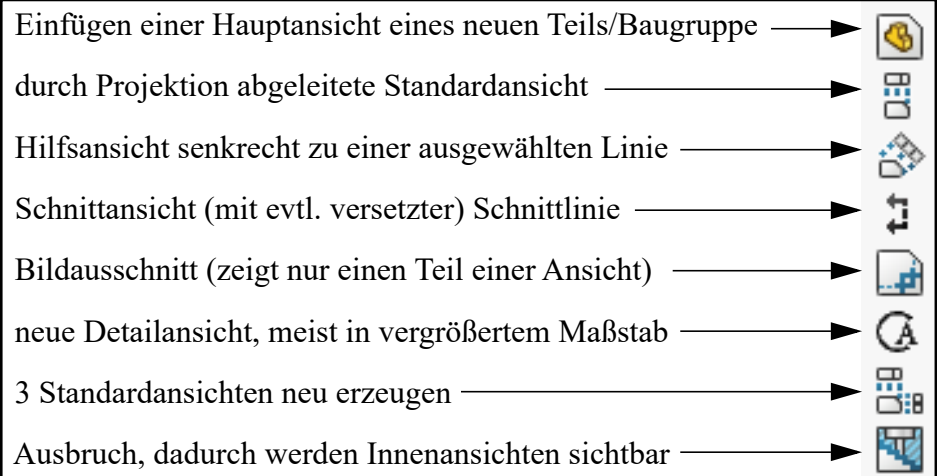 Einfügen einer Hauptansicht eines neuen Teils/Baugruppe
durch Projektion abgeleitete Standardansicht
Hilfsansicht senkrecht zu einer ausgewählten Linie
Schnittansicht (mit evtl. versetzter) Schnittlinie
Bildausschnitt (zeigt nur einen Teil einer Ansicht)
neue Detailansicht, meist in vergrößertem Maßstab
A
3 Standardansichten neu erzeugen
Ausbruch, dadurch werden Innenansichten sichtbar